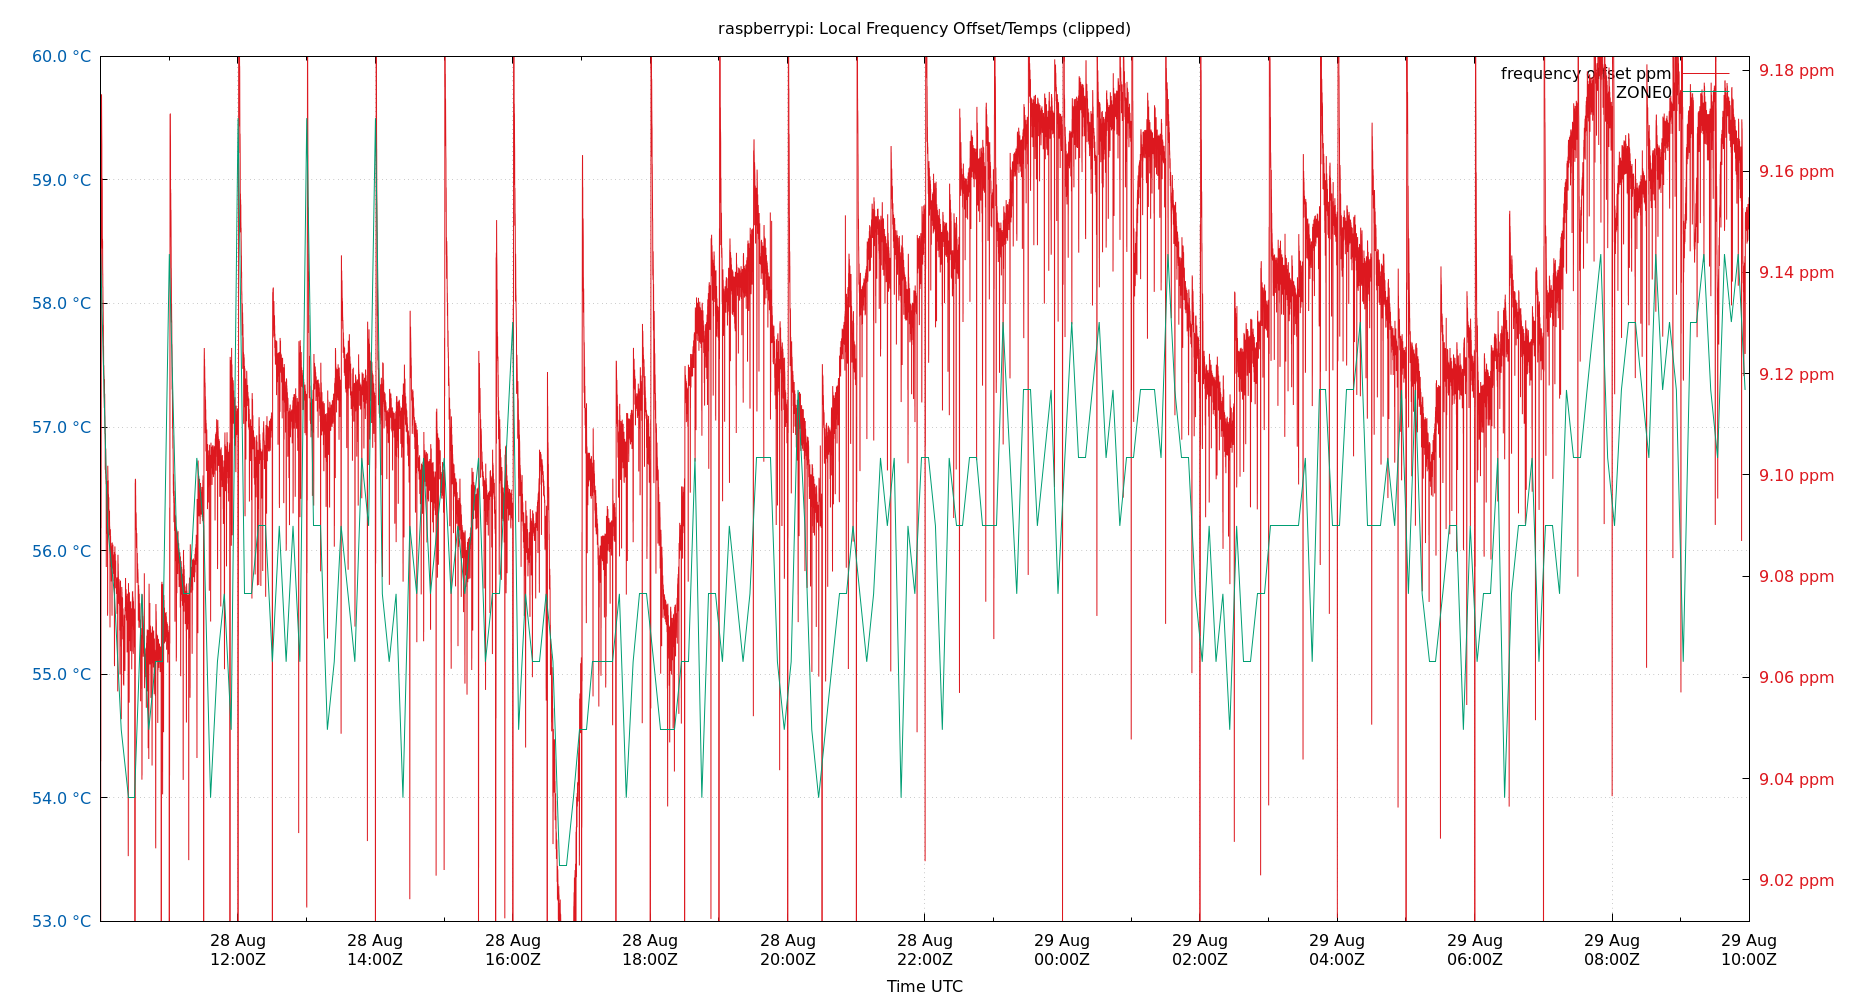 raspberrypi: Local Frequency Offset/Temps (clipped)
60.0 °C
59.0 °C
58.0 °C
57.0 °C
56.0 °C
55.0 °C
54.0 °C
53.0 °C
frequency offset ppm
ZONE0
9.18 ppm
9.16 ppm
9.14 ppm
9.12 ppm
9.10 ppm
9.08 ppm
9.06 ppm
9.04 ppm
9.02 ppm
28 Aug
12:00Z
28 Aug
14:00Z
28 Aug
16:00Z
28 Aug
18:00Z
28 Aug
20:00Z
28 Aug
22:00Z
29 Aug
00:00Z
29 Aug
02:00Z
29 Aug
04:00Z
29 Aug
06:00Z
29 Aug
08:00Z
29 Aug
10:00Z
Time UTC